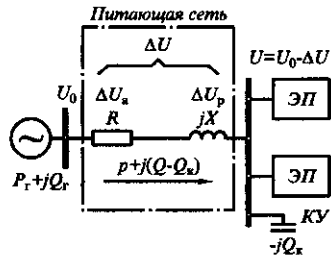 Питающая сеть
ΔU
U=U₀-ΔU
U₀
ΔUₐ
ΔUₚ
R
jX
ЭП
Pᵣ+jQᵣ
p+j(Q-Qₖ)
ЭП
КУ
-jQₖ